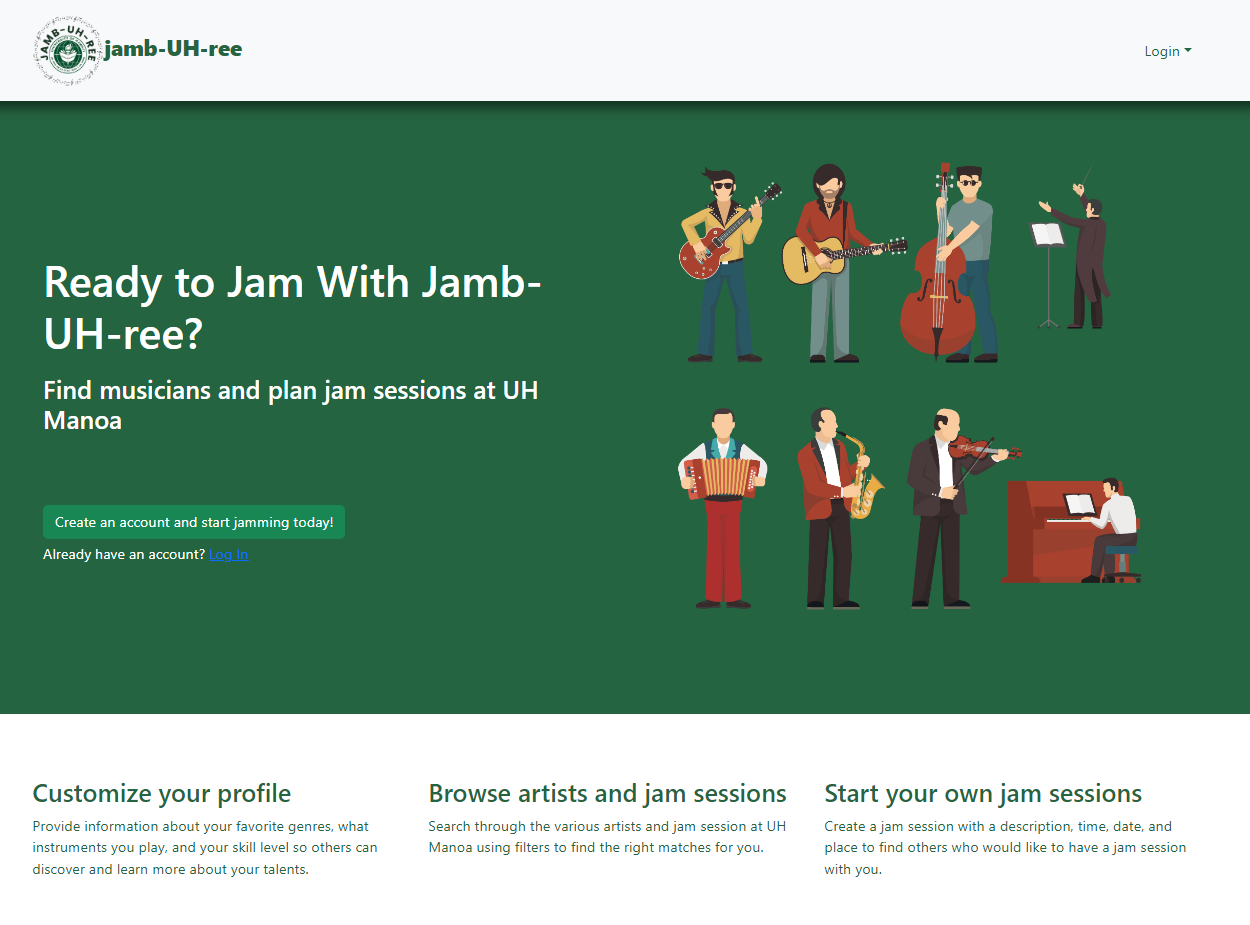 JAMB-UH-REE
jamb-UH-ree
Login
Ready to Jam With Jamb-
UH-ree?
Find musicians and plan jam sessions at UH
Manoa
Create an account and start jamming today!
Already have an account? Log In
Customize your profile
Provide information about your favorite genres, what
instruments you play, and your skill level so others can
discover and learn more about your talents.
Browse artists and jam sessions
Search through the various artists and jam session at UH
Manoa using filters to find the right matches for you.
Start your own jam sessions
Create a jam session with a description, time, date, and
place to find others who would like to have a jam session
with you.